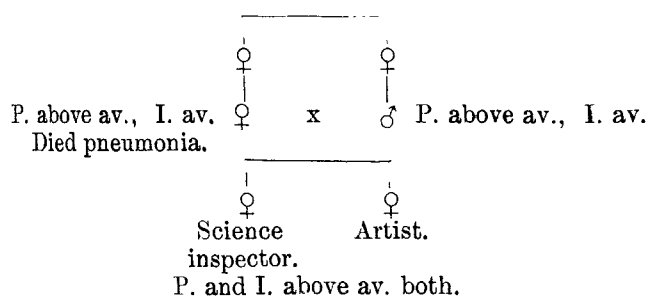 ♀ ♀
P. above av., I. av. ♀ x ♂ P. above av., I. av.
Died pneumonia.
♀ ♀
Science Artist.
inspector.
P. and I. above av. both.